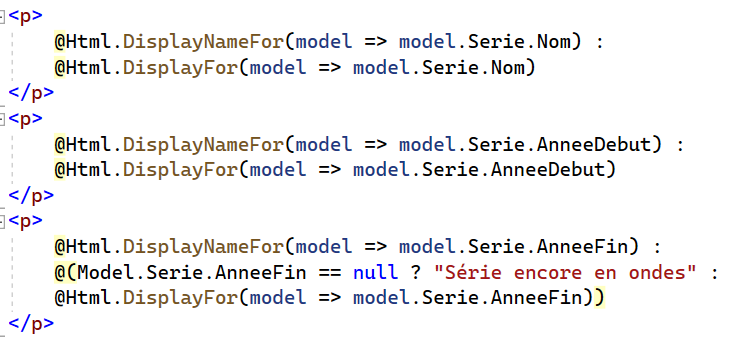 <p>
@Html.DisplayNameFor(model => model.Serie.Nom) :
@Html.DisplayFor(model => model.Serie.Nom)
</p>
<p>
@Html.DisplayNameFor(model => model.Serie.AnneeDebut) :
@Html.DisplayFor(model => model.Serie.AnneeDebut)
</p>
<p>
@Html.DisplayNameFor(model => model.Serie.AnneeFin) :
@(Model.Serie.AnneeFin == null ? "Série encore en ondes" :
@Html.DisplayFor(model => model.Serie.AnneeFin))
</p>